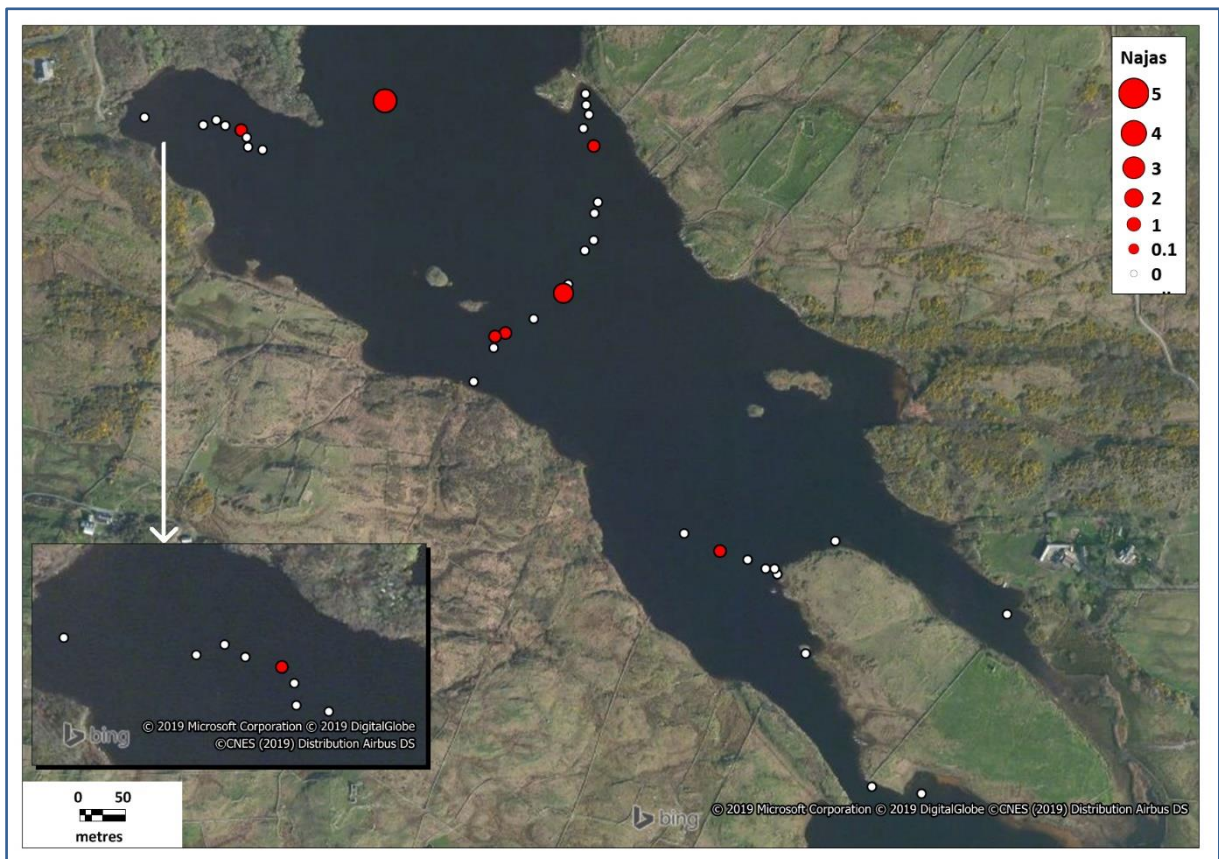 Najas
5
4
3
2
1
0.1
0
© 2019 Microsoft Corporation © 2019 DigitalGlobe
©CNES (2019) Distribution Airbus DS
bing
0 50
metres
bing
© 2019 Microsoft Corporation © 2019 DigitalGlobe ©CNES (2019) Distribution Airbus DS